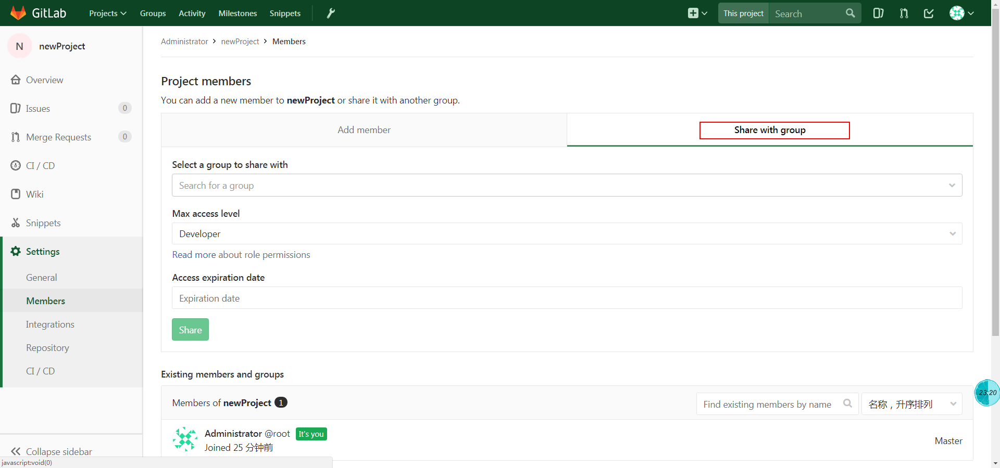 GitLab
Projects Groups Activity Milestones Snippets
This project Search
N newProject
Overview
Issues 0
Merge Requests 0
CI / CD
Wiki
Snippets
Settings
General
Members
Integrations
Repository
CI / CD
Collapse sidebar
javascript:void(0)
Administrator > newProject > Members
Project members
You can add a new member to newProject or share it with another group.
Add member Share with group
Select a group to share with
Search for a group
Max access level
Developer
Read more about role permissions
Access expiration date
Expiration date
Share
Existing members and groups
Members of newProject 1
Find existing members by name 名称，升序排列
Administrator @root It's you
Joined 25 分钟前
Master
23:20